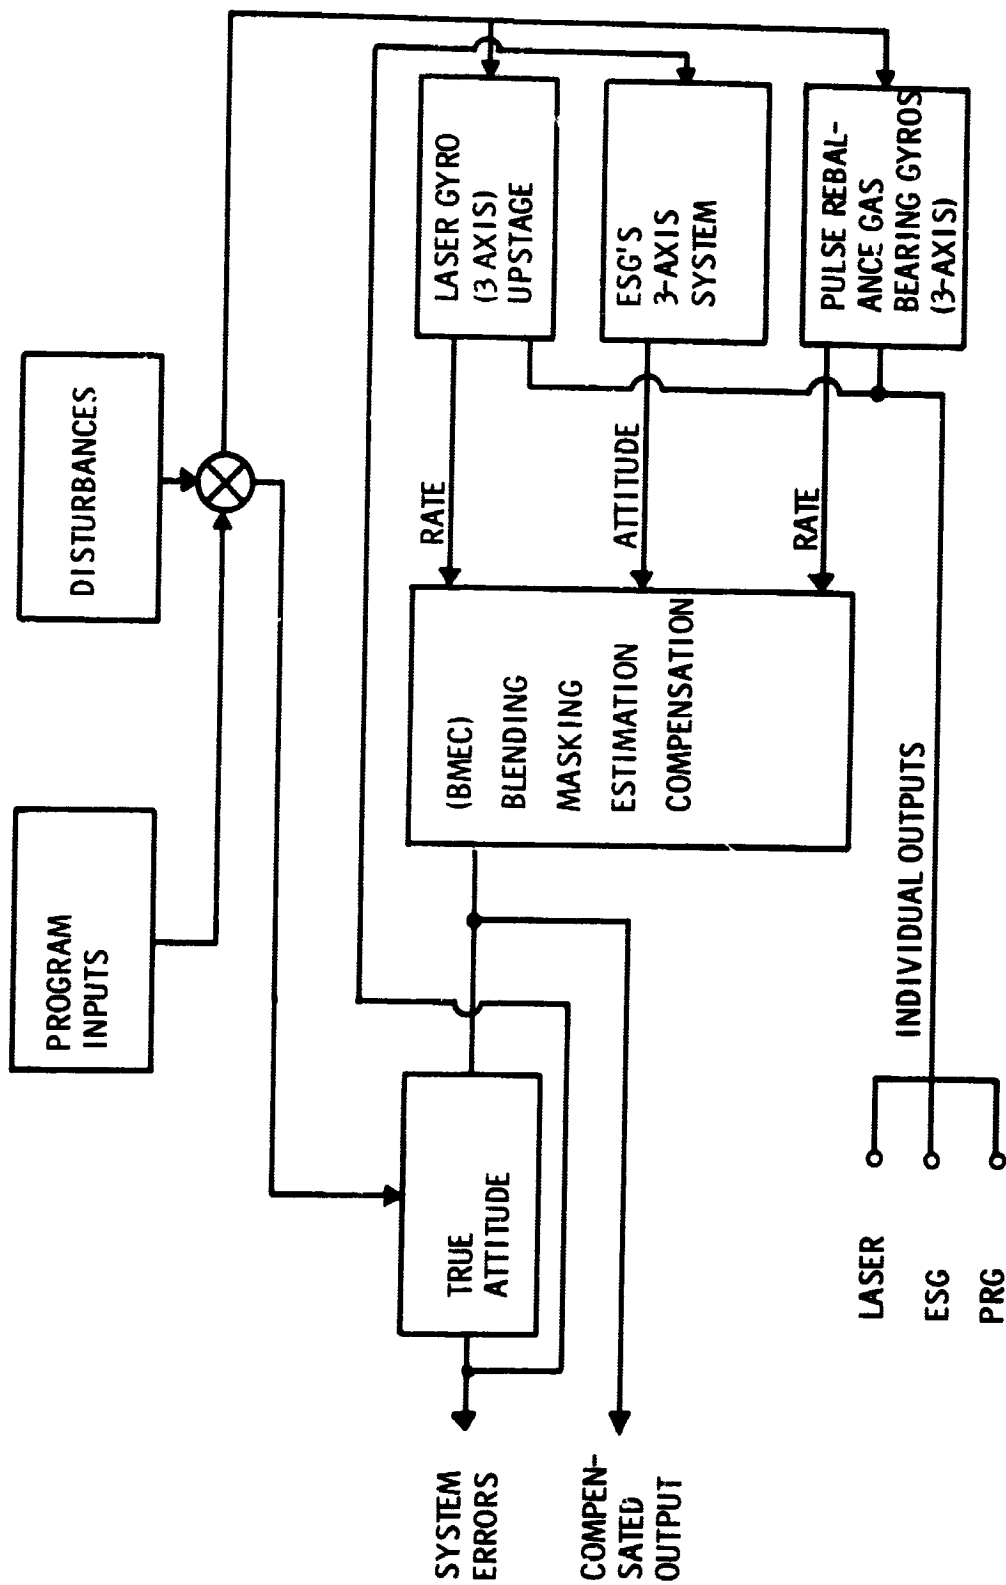 PROGRAM
INPUTS
DISTURBANCES
TRUE
ATTITUDE
(BMEC)
BLENDING
MASKING
ESTIMATION
COMPENSATION
RATE
ATTITUDE
RATE
LASER GYRO
(3 AXIS)
UPSTAGE
ESG'S
3-AXIS
SYSTEM
PULSE REBAL-
ANCE GAS
BEARING GYROS
(3-AXIS)
SYSTEM
ERRORS
COMPEN-
SATED
OUTPUT
INDIVIDUAL OUTPUTS
LASER
ESG
PRG